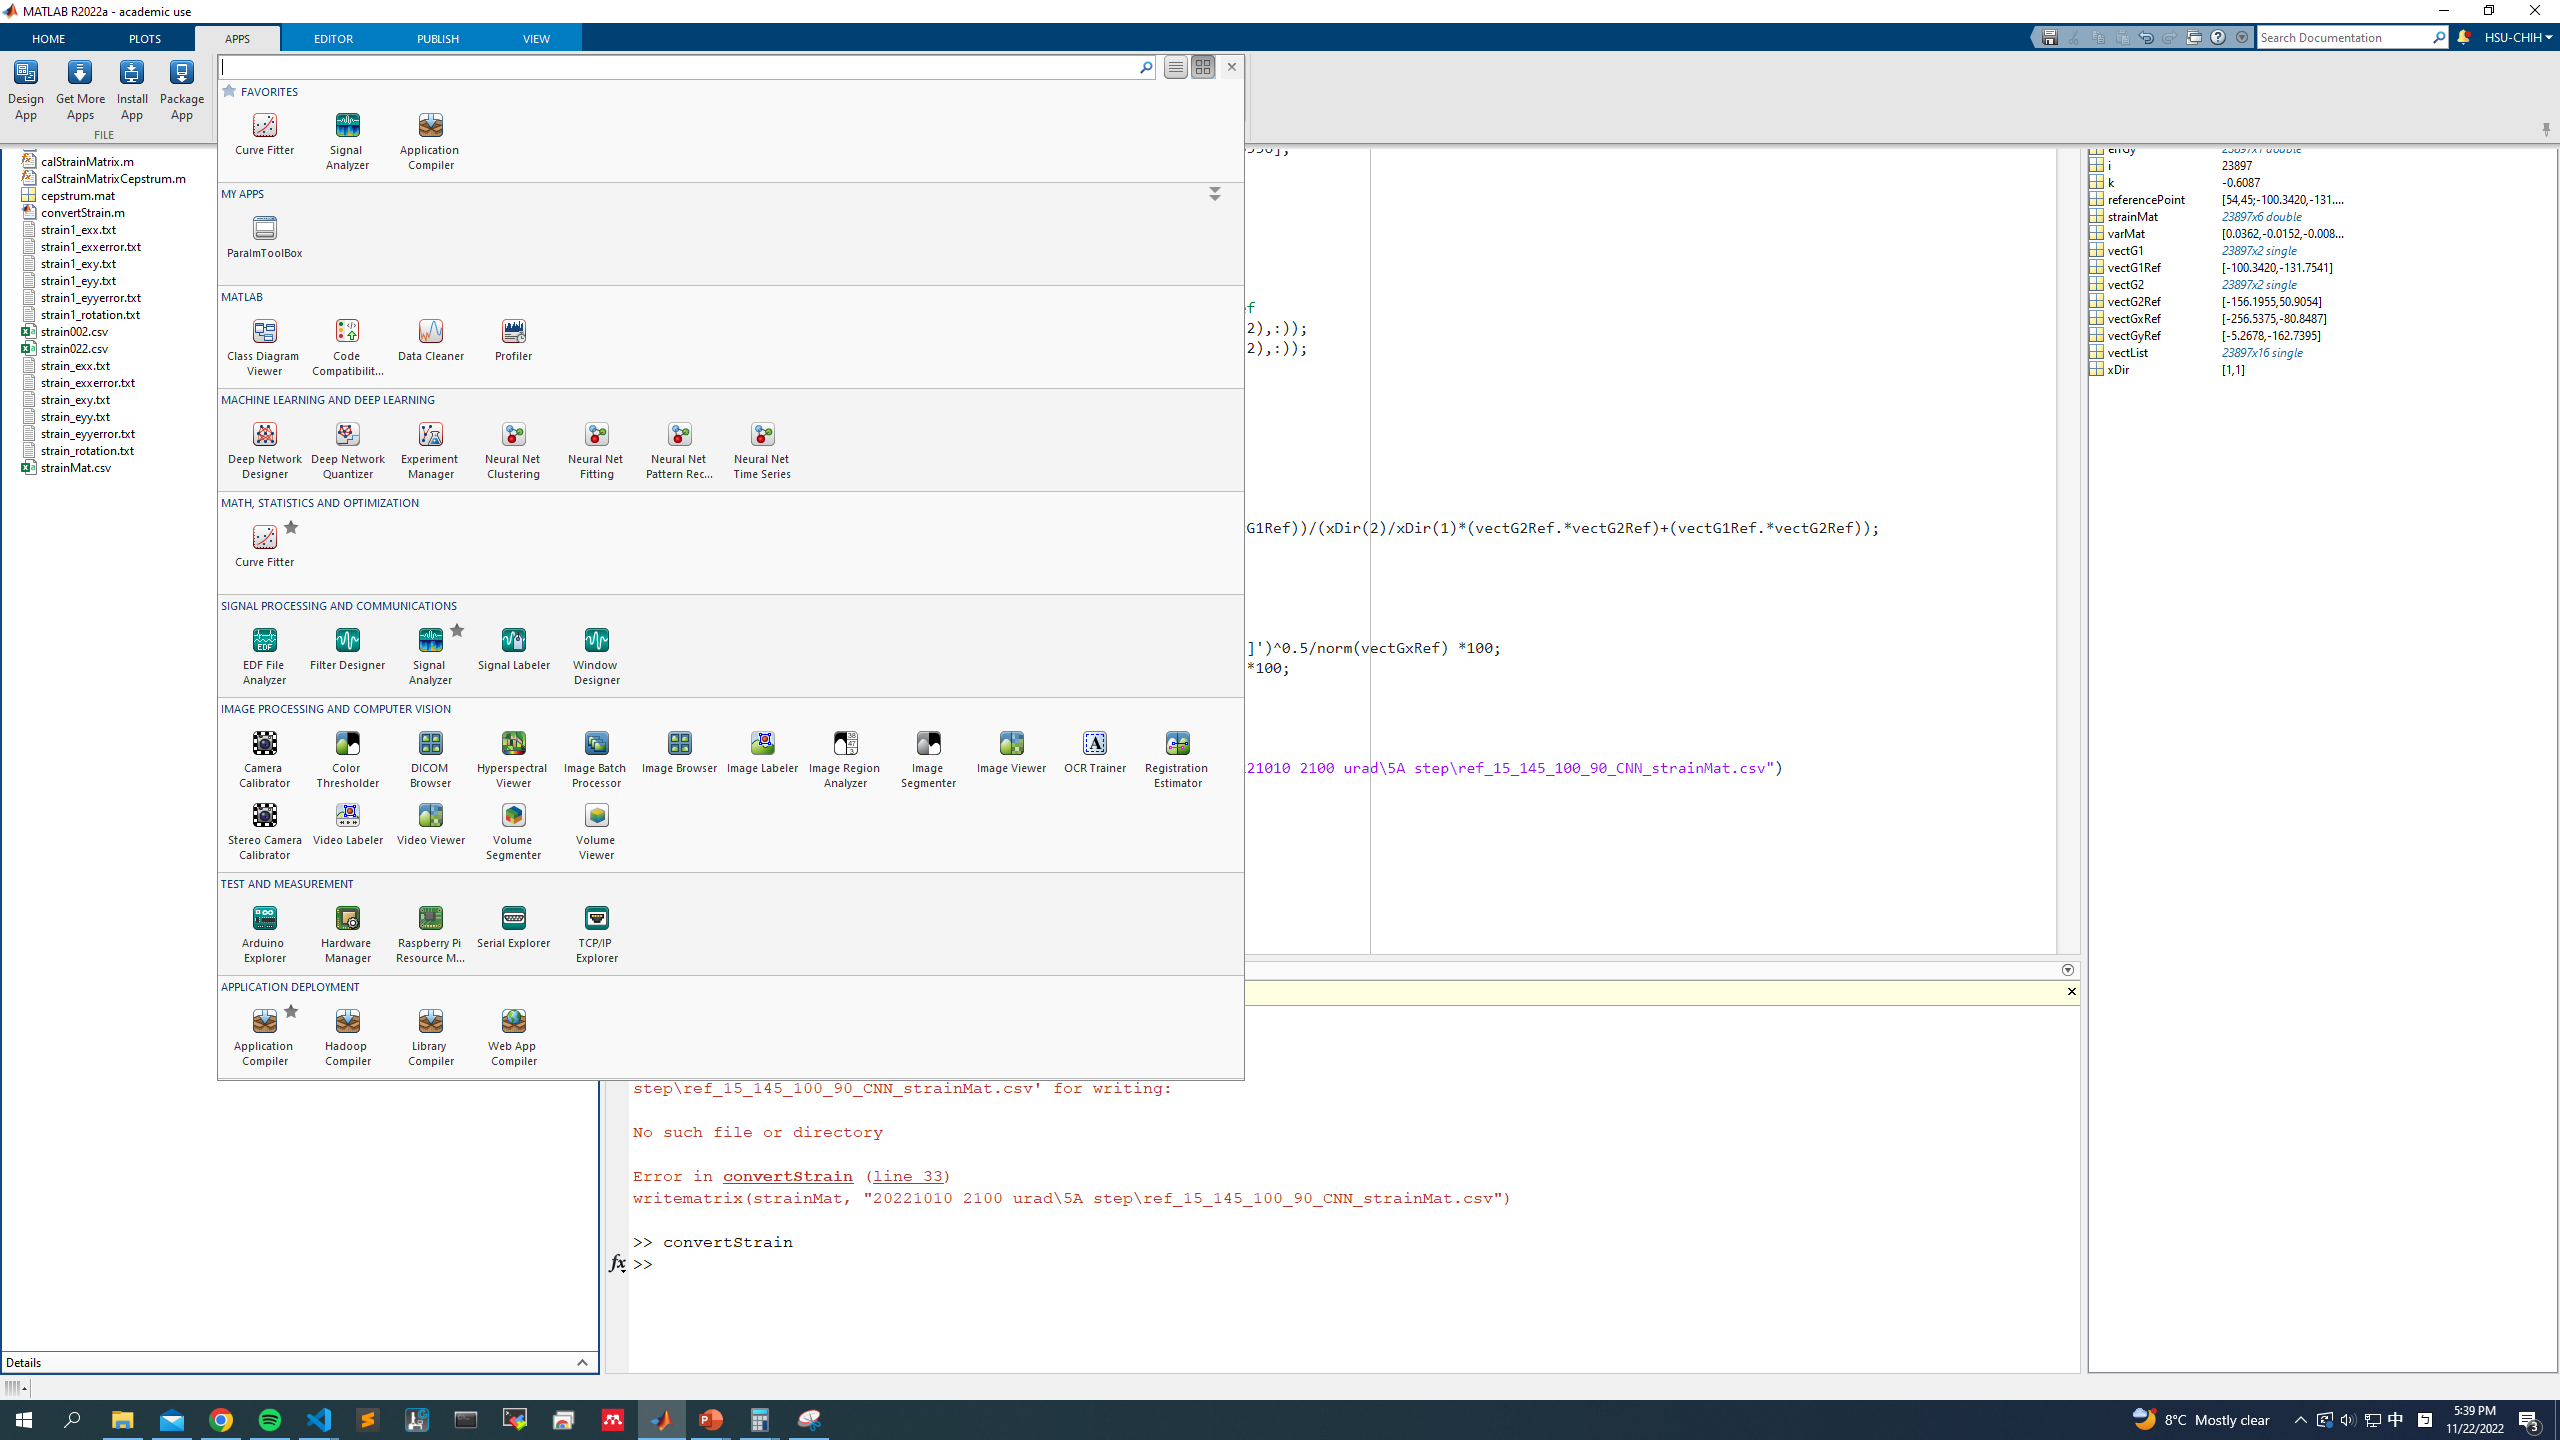 MATLAB R2022a - academic use
HOME PLOTS APPS EDITOR PUBLISH VIEW
Search Documentation
HSU-CHIH
Design App
Get More Apps
Install App
Package App
FILE
calStrainMatrix.m
calStrainMatrixCepstrum.m
cepstrum.mat
convertStrain.m
strain1_exx.txt
strain1_exxerror.txt
strain1_exy.txt
strain1_eyy.txt
strain1_eyyerror.txt
strain1_rotation.txt
strain002.csv
strain022.csv
strain_exx.txt
strain_exxerror.txt
strain_exy.txt
strain_eyy.txt
strain_eyyerror.txt
strain_rotation.txt
strainMat.csv
Details
FAVORITES
Curve Fitter
Signal Analyzer
Application Compiler
MY APPS
ParaImToolBox
MATLAB
Class Diagram Viewer
Code Compatibilit...
Data Cleaner
Profiler
MACHINE LEARNING AND DEEP LEARNING
Deep Network Designer
Deep Network Quantizer
Experiment Manager
Neural Net Clustering
Neural Net Fitting
Neural Net Pattern Rec...
Neural Net Time Series
MATH, STATISTICS AND OPTIMIZATION
Curve Fitter
SIGNAL PROCESSING AND COMMUNICATIONS
EDF File Analyzer
Filter Designer
Signal Analyzer
Signal Labeler
Window Designer
IMAGE PROCESSING AND COMPUTER VISION
Camera Calibrator
Color Thresholder
DICOM Browser
Hyperspectral Viewer
Image Batch Processor
Image Browser
Image Labeler
Image Region Analyzer
Image Segmenter
Image Viewer
OCR Trainer
Registration Estimator
Stereo Camera Calibrator
Video Labeler
Video Viewer
Volume Segmenter
Volume Viewer
TEST AND MEASUREMENT
Arduino Explorer
Hardware Manager
Raspberry Pi Resource M...
Serial Explorer
TCP/IP Explorer
APPLICATION DEPLOYMENT
Application Compiler
Hadoop Compiler
Library Compiler
Web App Compiler
ef
2),:));
2),:));
G1Ref))/(xDir(2)/xDir(1)*(vectG2Ref.*vectG2Ref)+(vectG1Ref.*vectG2Ref));
]')^0.5/norm(vectGxRef) *100;
*100;
21010 2100 urad\5A step\ref_15_145_100_90_CNN_strainMat.csv")
step\ref_15_145_100_90_CNN_strainMat.csv' for writing:
No such file or directory
Error in convertStrain (line 33)
writematrix(strainMat, "20221010 2100 urad\5A step\ref_15_145_100_90_CNN_strainMat.csv")
>> convertStrain
fx >>
errGy 23897x1 double
i 23897
k -0.6087
referencePoint [54,45;-100.3420,-131....
strainMat 23897x6 double
varMat [0.0362,-0.0152,-0.008...
vectG1 23897x2 single
vectG1Ref [-100.3420,-131.7541]
vectG2 23897x2 single
vectG2Ref [-156.1955,50.9054]
vectGxRef [-256.5375,-80.8487]
vectGyRef [-5.2678,-162.7395]
vectList 23897x16 single
xDir [1,1]
8°C Mostly clear
中
5:39 PM
11/22/2022
3